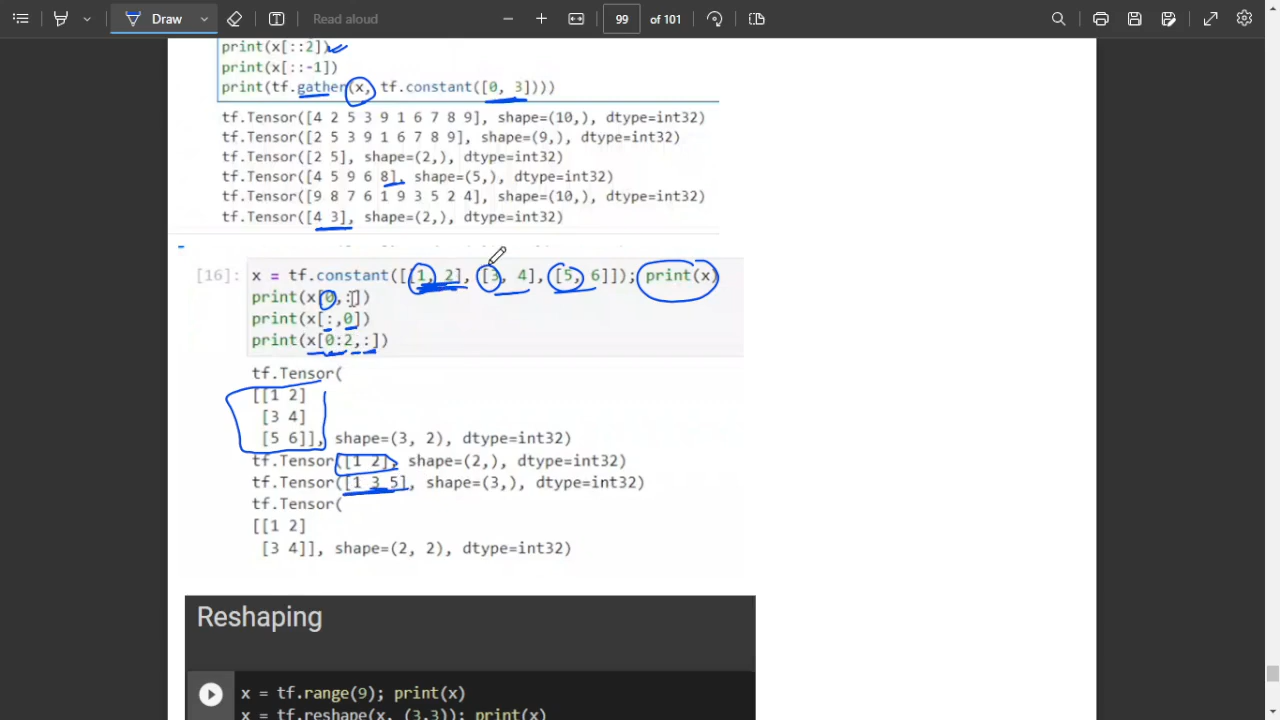 Draw
Read aloud
99 of 101
print(x[::2])
print(x[::-1])
print(tf.gather(x, tf.constant([0, 3])))
tf.Tensor([4 2 5 3 9 1 6 7 8 9], shape=(10,), dtype=int32)
tf.Tensor([2 5 3 9 1 6 7 8 9], shape=(9,), dtype=int32)
tf.Tensor([2 5], shape=(2,), dtype=int32)
tf.Tensor([4 5 9 6 8], shape=(5,), dtype=int32)
tf.Tensor([9 8 7 6 1 9 3 5 2 4], shape=(10,), dtype=int32)
tf.Tensor([4 3], shape=(2,), dtype=int32)
[16]: x = tf.constant([[1, 2], [3, 4], [5, 6]]); print(x)
print(x[0,:])
print(x[:,0])
print(x[0:2,:])
tf.Tensor(
[[1 2]
[3 4]
[5 6]], shape=(3, 2), dtype=int32)
tf.Tensor([1 2], shape=(2,), dtype=int32)
tf.Tensor([1 3 5], shape=(3,), dtype=int32)
tf.Tensor(
[[1 2]
[3 4]], shape=(2, 2), dtype=int32)
Reshaping
x = tf.range(9); print(x)
x = tf.reshape(x, (3,3)); print(x)